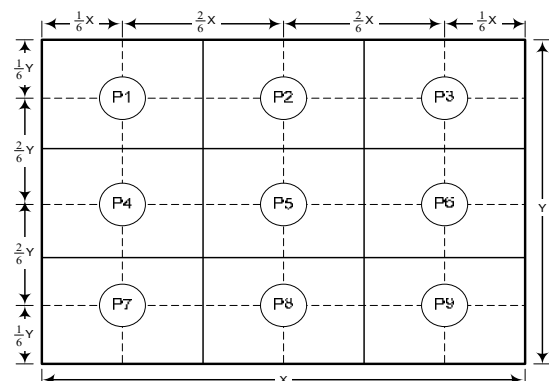 1/6 X 2/6 X 2/6 X 1/6 X
1/6 Y
P1 P2 P3
2/6 Y
P4 P5 P6
Y
2/6 Y
P7 P8 P9
1/6 Y
X